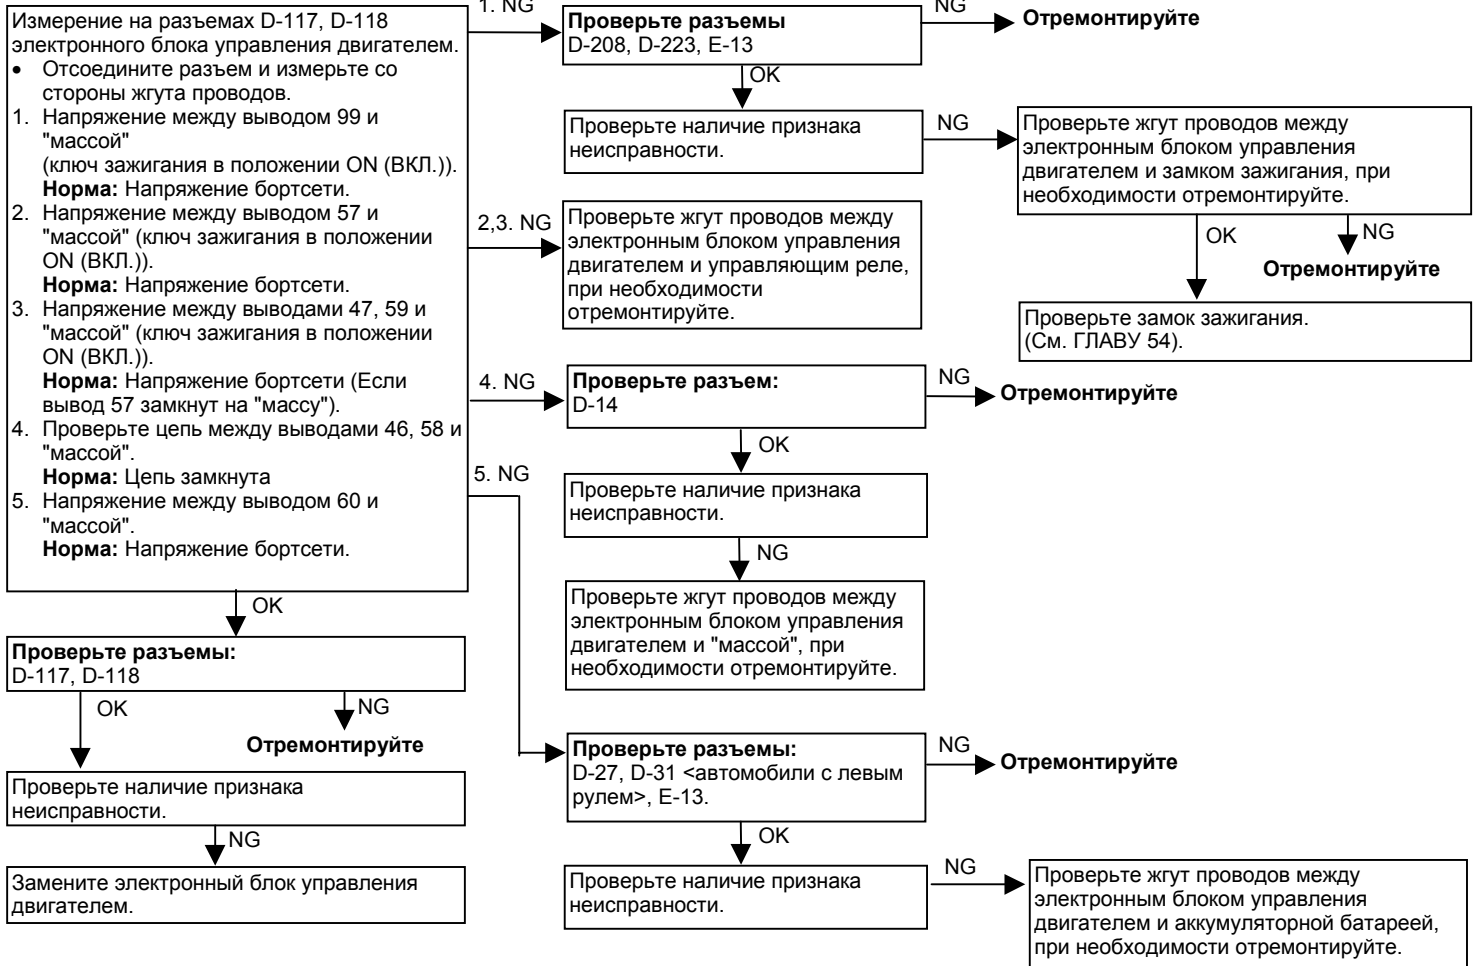 Измерение на разъемах D-117, D-118
электронного блока управления двигателем.
• Отсоедините разъем и измерьте со
стороны жгута проводов.
1. Напряжение между выводом 99 и
"массой"
(ключ зажигания в положении ON (ВКЛ.)).
Норма: Напряжение бортсети.
2. Напряжение между выводом 57 и
"массой" (ключ зажигания в положении
ON (ВКЛ.)).
Норма: Напряжение бортсети.
3. Напряжение между выводами 47, 59 и
"массой" (ключ зажигания в положении
ON (ВКЛ.)).
Норма: Напряжение бортсети (Если
вывод 57 замкнут на "массу").
4. Проверьте цепь между выводами 46, 58 и
"массой".
Норма: Цепь замкнута
5. Напряжение между выводом 60 и
"массой".
Норма: Напряжение бортсети.
1. NG
Проверьте разъемы
D-208, D-223, E-13
NG
Отремонтируйте
OK
Проверьте наличие признака
неисправности.
NG
Проверьте жгут проводов между
электронным блоком управления
двигателем и замком зажигания, при
необходимости отремонтируйте.
OK
NG
Отремонтируйте
Проверьте замок зажигания.
(См. ГЛАВУ 54).
2,3. NG
Проверьте жгут проводов между
электронным блоком управления
двигателем и управляющим реле,
при необходимости
отремонтируйте.
4. NG
Проверьте разъем:
D-14
NG
Отремонтируйте
OK
Проверьте наличие признака
неисправности.
NG
Проверьте жгут проводов между
электронным блоком управления
двигателем и "массой", при
необходимости отремонтируйте.
5. NG
Проверьте разъемы:
D-27, D-31 <автомобили с левым
рулем>, E-13.
NG
Отремонтируйте
OK
Проверьте наличие признака
неисправности.
NG
Проверьте жгут проводов между
электронным блоком управления
двигателем и аккумуляторной батареей,
при необходимости отремонтируйте.
OK
Проверьте разъемы:
D-117, D-118
OK
NG
Отремонтируйте
Проверьте наличие признака
неисправности.
NG
Замените электронный блок управления
двигателем.